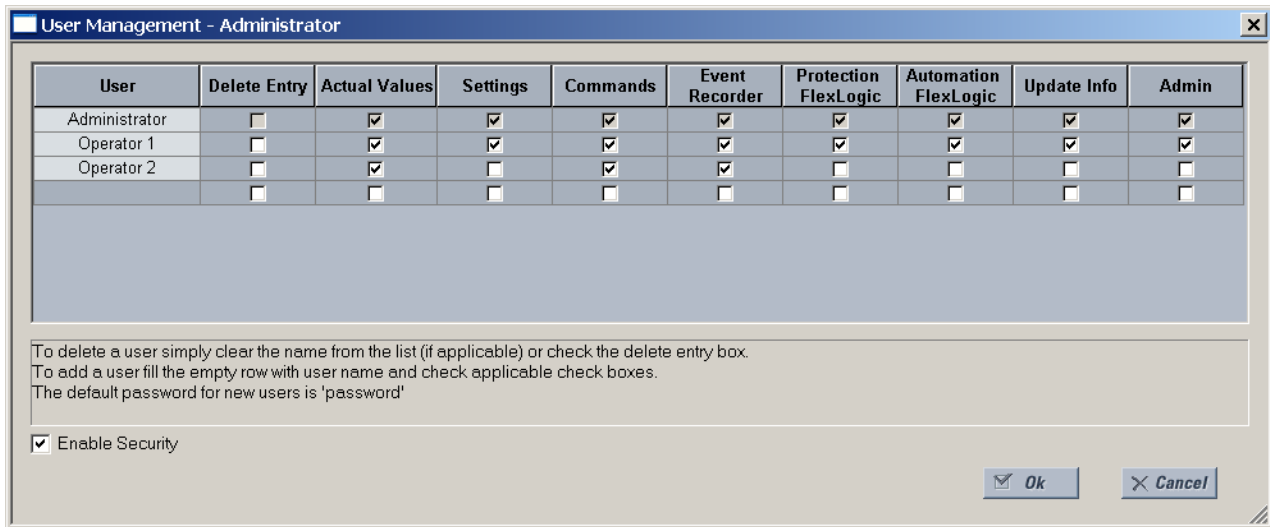 User Management - Administrator
User Delete Entry Actual Values Settings Commands Event Recorder Protection FlexLogic Automation FlexLogic Update Info Admin
Administrator
Operator 1
Operator 2
To delete a user simply clear the name from the list (if applicable) or check the delete entry box.
To add a user fill the empty row with user name and check applicable check boxes.
The default password for new users is 'password'
Enable Security
Ok Cancel